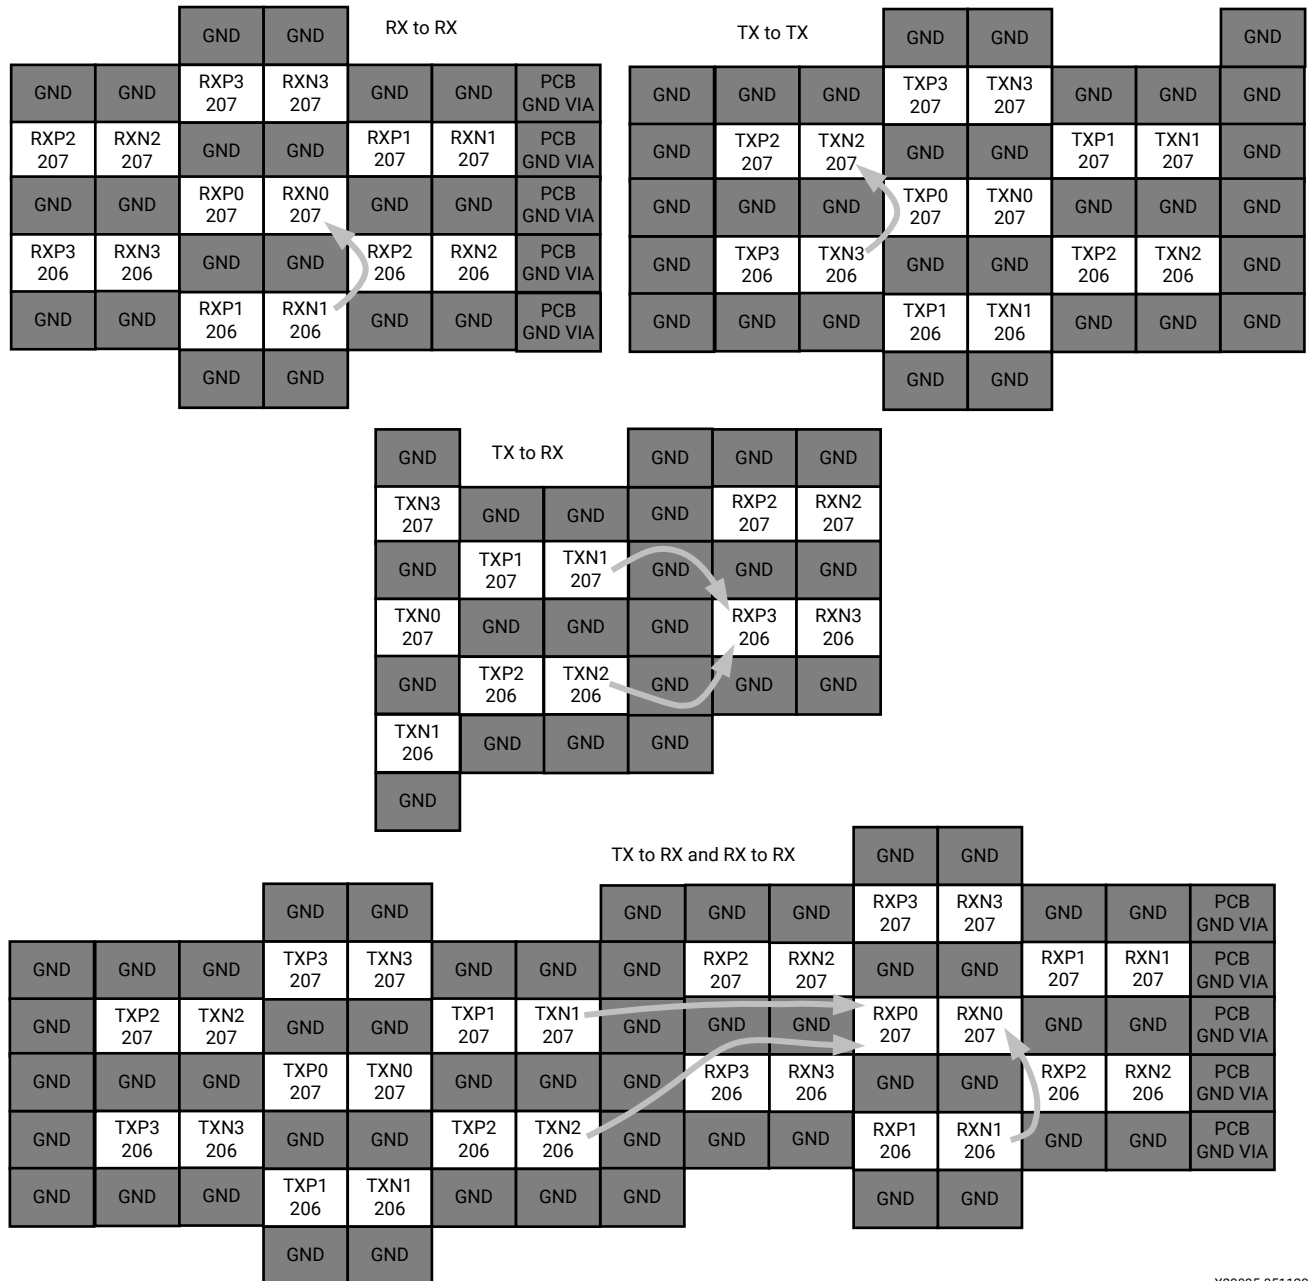 RX to RX
GND GND
GND GND RXP3 207 RXN3 207 GND GND PCB GND VIA
RXP2 207 RXN2 207 GND GND RXP1 207 RXN1 207 PCB GND VIA
GND GND RXP0 207 RXN0 207 GND GND PCB GND VIA
RXP3 206 RXN3 206 GND GND RXP2 206 RXN2 206 PCB GND VIA
GND GND RXP1 206 RXN1 206 GND GND PCB GND VIA
GND GND
TX to TX
GND GND GND
GND GND GND TXP3 207 TXN3 207 GND GND GND
GND TXP2 207 TXN2 207 GND GND TXP1 207 TXN1 207 GND
GND GND GND TXP0 207 TXN0 207 GND GND GND
GND TXP3 206 TXN3 206 GND GND TXP2 206 TXN2 206 GND
GND GND GND TXP1 206 TXN1 206 GND GND GND
GND GND
TX to RX
GND GND GND GND
TXN3 207 GND GND GND RXP2 207 RXN2 207
GND TXP1 207 TXN1 207 GND GND GND
TXN0 207 GND GND GND RXP3 206 RXN3 206
GND TXP2 206 TXN2 206 GND GND GND
TXN1 206 GND GND GND
GND
TX to RX and RX to RX
GND GND
GND GND GND GND GND RXP3 207 RXN3 207 GND GND PCB GND VIA
GND GND GND TXP3 207 TXN3 207 GND GND GND RXP2 207 RXN2 207 GND GND RXP1 207 RXN1 207 PCB GND VIA
GND TXP2 207 TXN2 207 GND GND TXP1 207 TXN1 207 GND GND GND RXP0 207 RXN0 207 GND GND PCB GND VIA
GND GND GND TXP0 207 TXN0 207 GND GND GND RXP3 206 RXN3 206 GND GND RXP2 206 RXN2 206 PCB GND VIA
GND TXP3 206 TXN3 206 GND GND TXP2 206 TXN2 206 GND GND GND RXP1 206 RXN1 206 GND GND PCB GND VIA
GND GND GND TXP1 206 TXN1 206 GND GND GND GND GND
GND GND